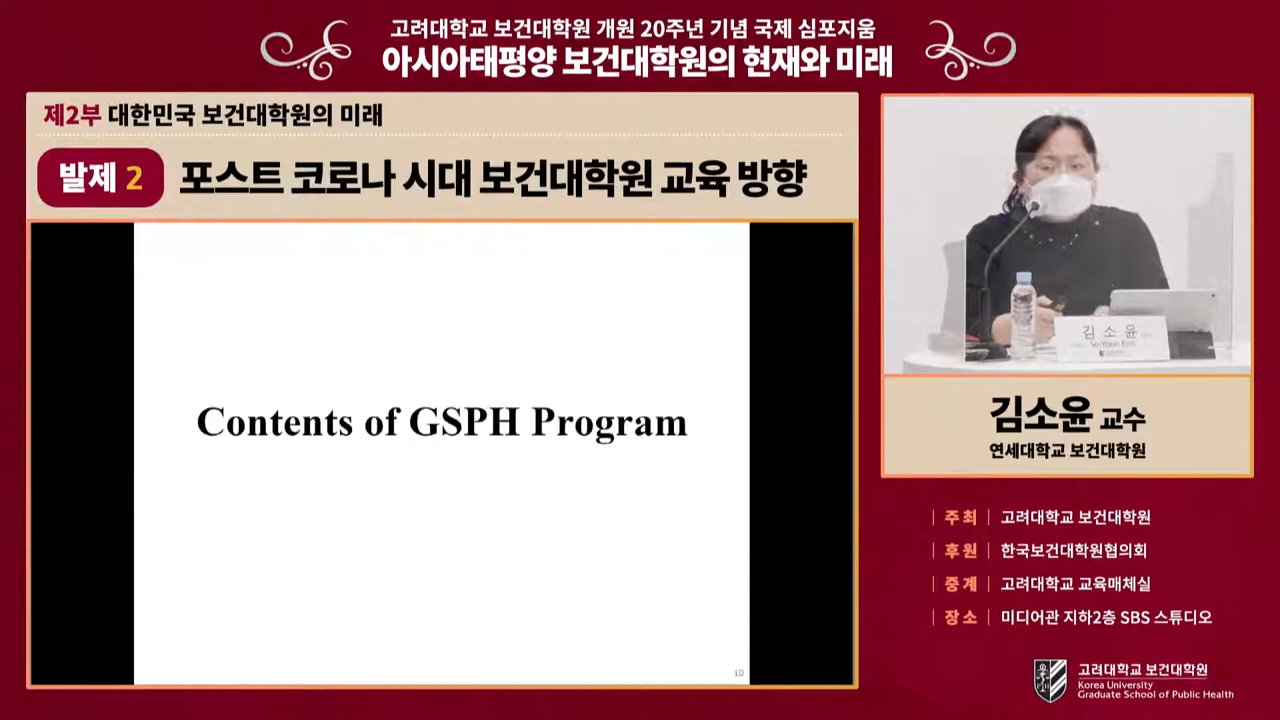 고려대학교 보건대학원 개원 20주년 기념 국제 심포지움
아시아태평양 보건대학원의 현재와 미래
제2부 대한민국 보건대학원의 미래
발제 2 포스트 코로나 시대 보건대학원 교육 방향
Contents of GSPH Program
10
김 소 윤
So-Yoon Kim
김소윤 교수
연세대학교 보건대학원
주최 고려대학교 보건대학원
후원 한국보건대학원협의회
중계 고려대학교 교육매체실
장소 미디어관 지하2층 SBS 스튜디오
고려대학교 보건대학원
Korea University
Graduate School of Public Health